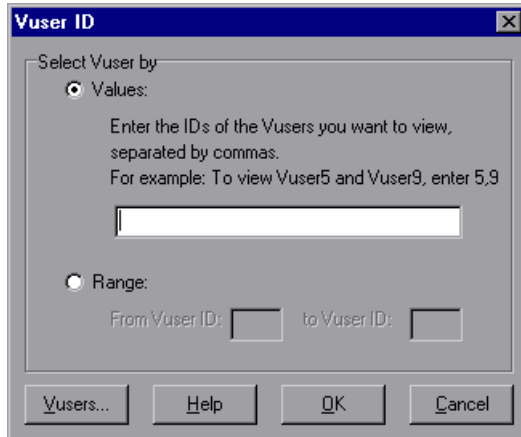 Vuser ID
Select Vuser by
Values:
Enter the IDs of the Vusers you want to view,
separated by commas.
For example: To view Vuser5 and Vuser9, enter 5,9
Range:
From Vuser ID: to Vuser ID:
Vusers... Help OK Cancel